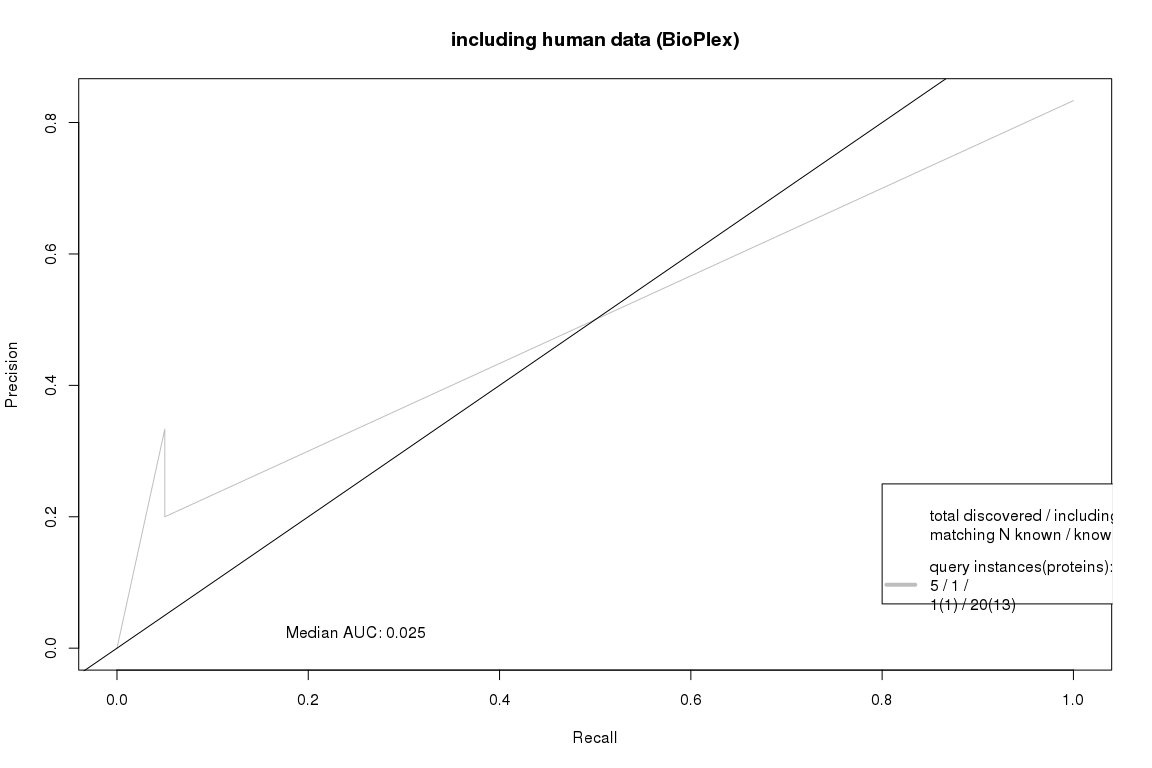 including human data (BioPlex)
Precision
0.8
0.6
0.4
0.2
0.0
total discovered / including
matching N known / know
query instances(proteins):
5 / 1 /
1(1) / 20(13)
Median AUC: 0.025
0.0 0.2 0.4 0.6 0.8 1.0
Recall